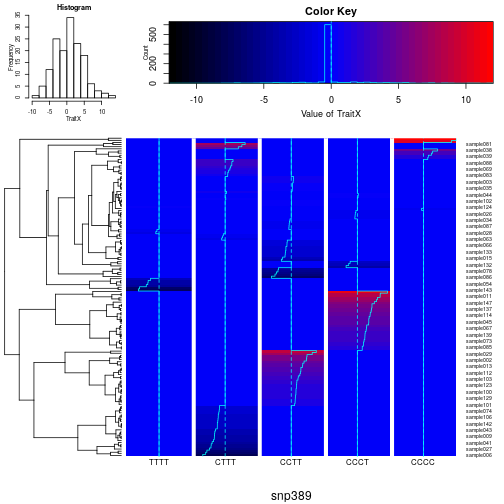 Histogram
Frequency
0 5 10 15 20 25 30 35
-10 -5 0 5 10
TraitX
Color Key
Count
0 200 500
-10 -5 0 5 10
Value of TraitX
sample081
sample038
sample039
sample088
sample069
sample083
sample003
sample035
sample044
sample102
sample124
sample026
sample034
sample087
sample028
sample063
sample066
sample133
sample015
sample132
sample078
sample086
sample054
sample143
sample011
sample147
sample137
sample114
sample045
sample067
sample139
sample073
sample085
sample029
sample002
sample013
sample112
sample103
sample123
sample100
sample129
sample101
sample074
sample106
sample142
sample043
sample009
sample041
sample027
sample006
TTTT CTTT CCTT CCCT CCCC
snp389